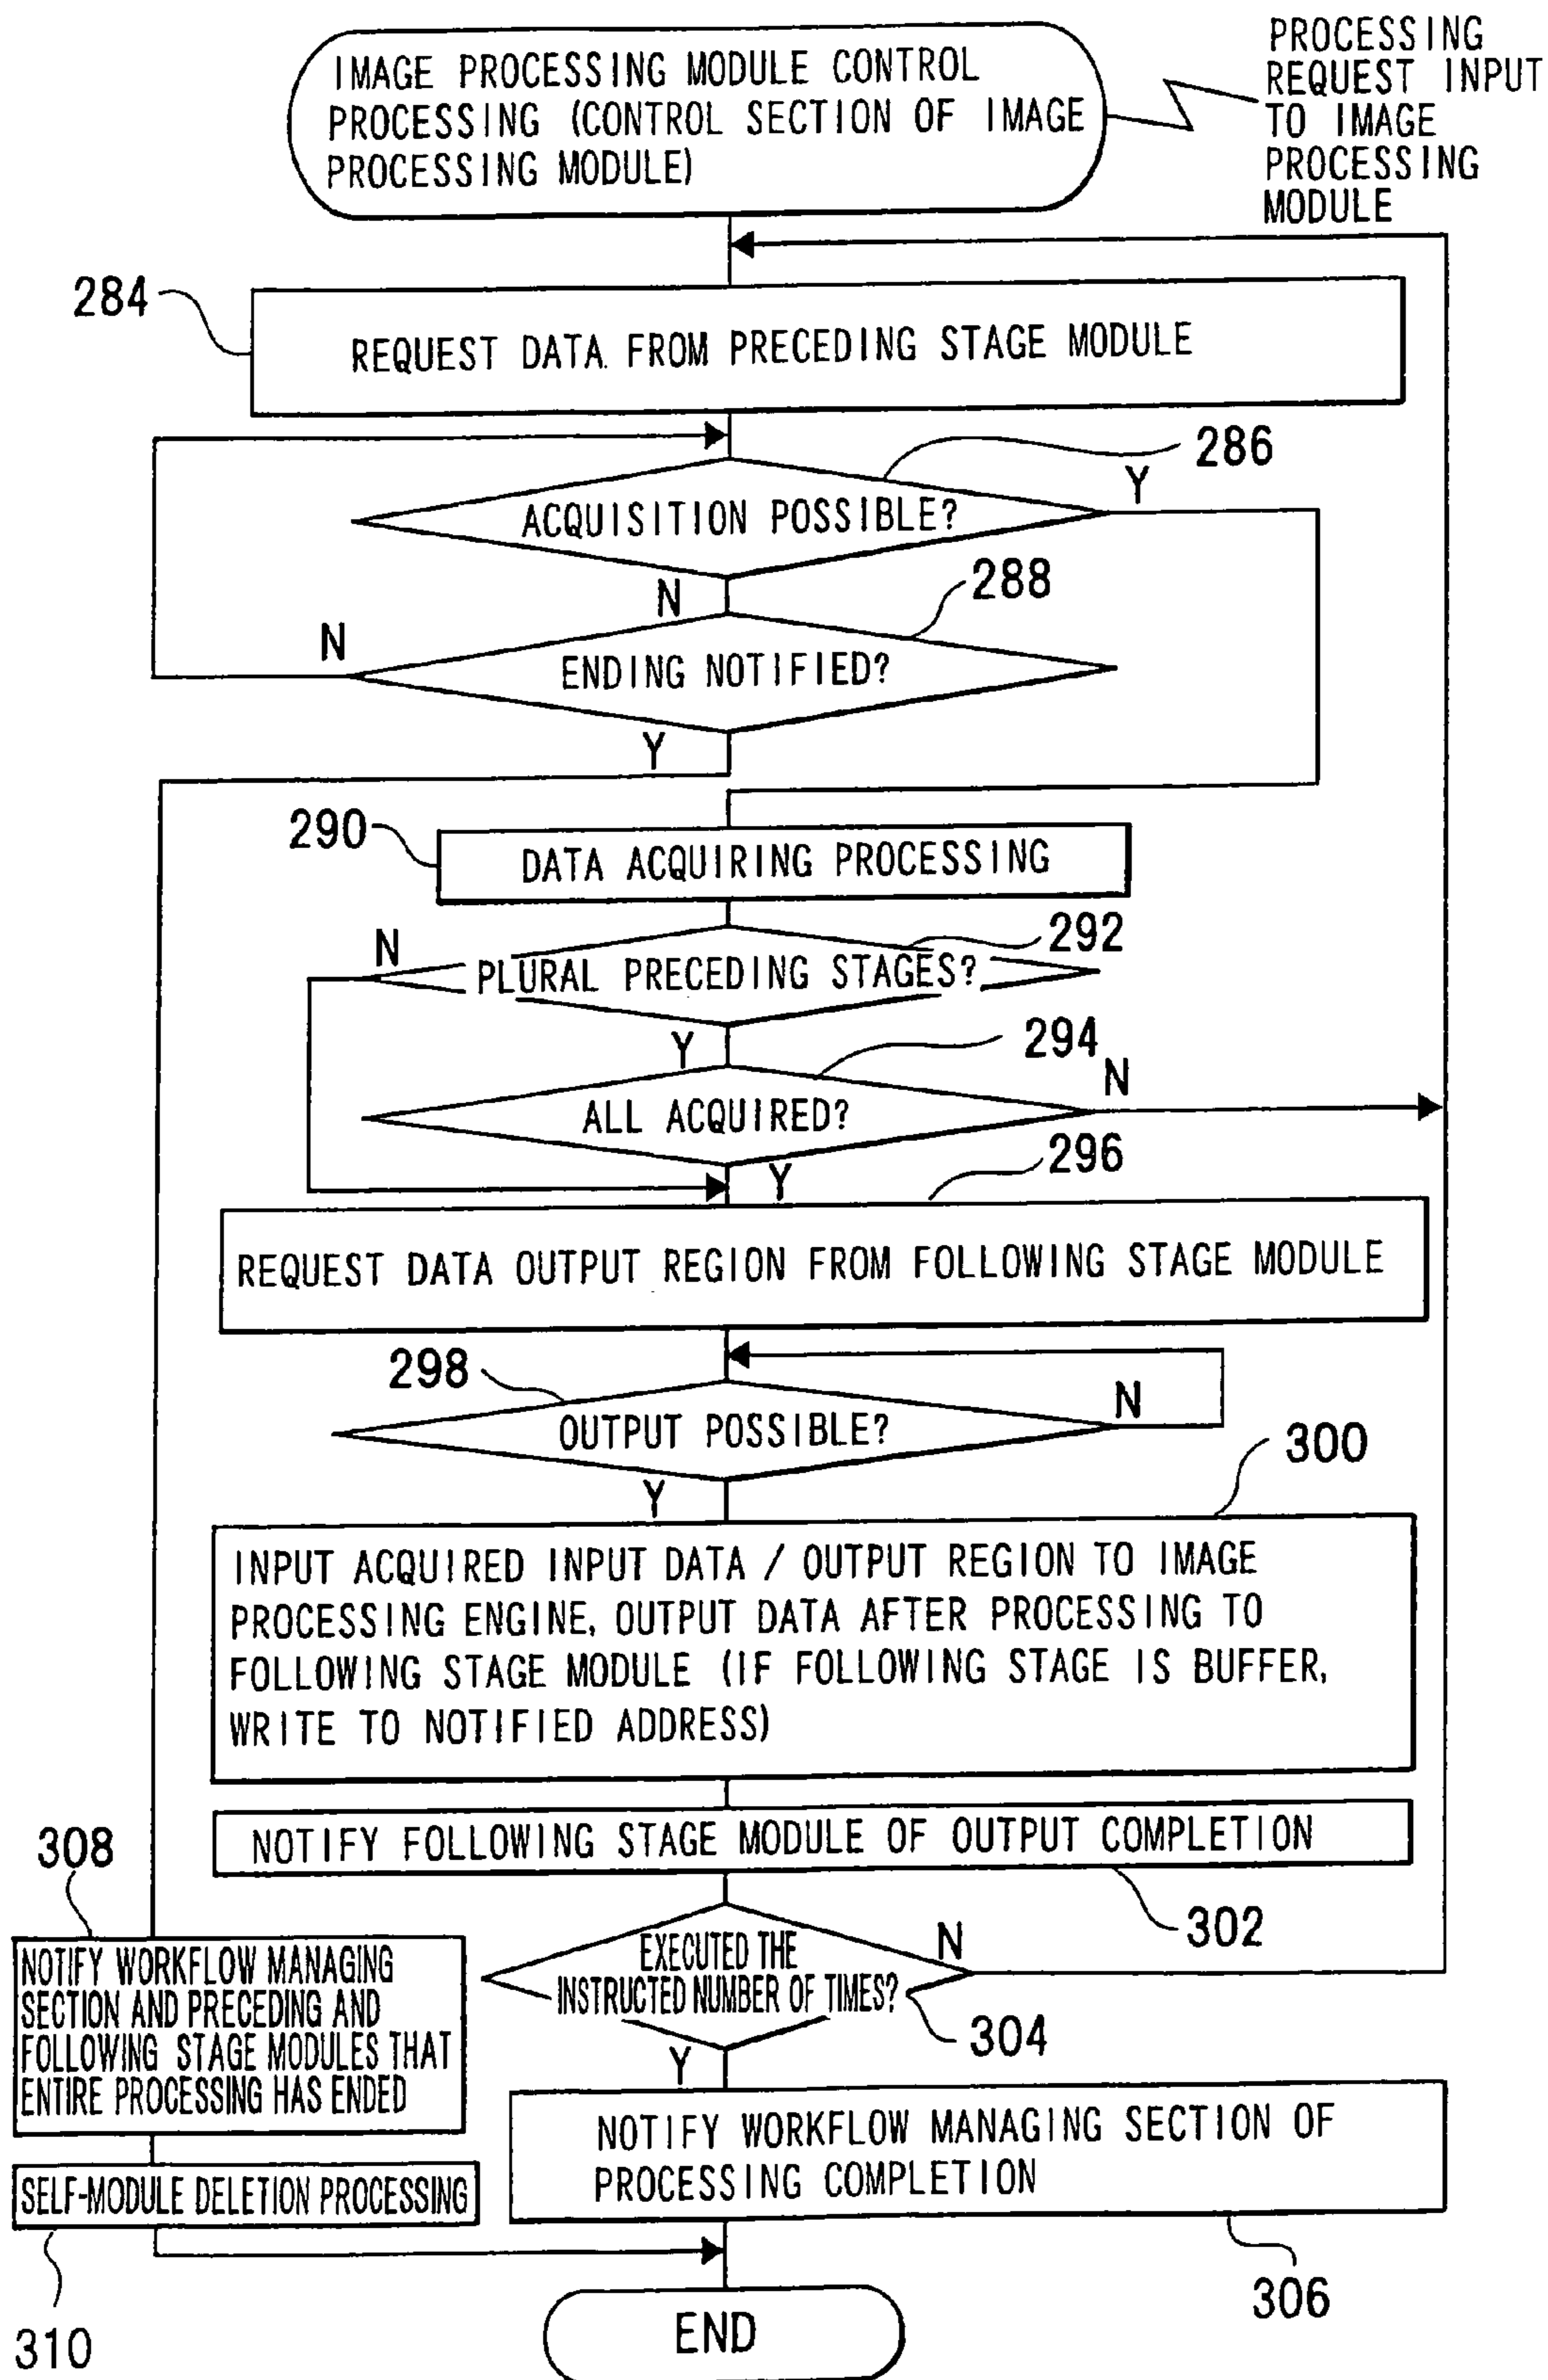 IMAGE PROCESSING MODULE CONTROL
PROCESSING (CONTROL SECTION OF IMAGE
PROCESSING MODULE)
PROCESSING
REQUEST INPUT
TO IMAGE
PROCESSING
MODULE
284
REQUEST DATA FROM PRECEDING STAGE MODULE
286
Y
ACQUISITION POSSIBLE?
N
288
N
ENDING NOTIFIED?
Y
290
DATA ACQUIRING PROCESSING
292
N
PLURAL PRECEDING STAGES?
Y
294
N
ALL ACQUIRED?
Y
296
REQUEST DATA OUTPUT REGION FROM FOLLOWING STAGE MODULE
298
N
OUTPUT POSSIBLE?
Y
300
INPUT ACQUIRED INPUT DATA / OUTPUT REGION TO IMAGE
PROCESSING ENGINE, OUTPUT DATA AFTER PROCESSING TO
FOLLOWING STAGE MODULE (IF FOLLOWING STAGE IS BUFFER,
WRITE TO NOTIFIED ADDRESS)
NOTIFY FOLLOWING STAGE MODULE OF OUTPUT COMPLETION
302
EXECUTED THE
INSTRUCTED NUMBER OF TIMES?
N
304
Y
308
NOTIFY WORKFLOW MANAGING
SECTION AND PRECEDING AND
FOLLOWING STAGE MODULES THAT
ENTIRE PROCESSING HAS ENDED
NOTIFY WORKFLOW MANAGING SECTION OF
PROCESSING COMPLETION
306
SELF-MODULE DELETION PROCESSING
310
END